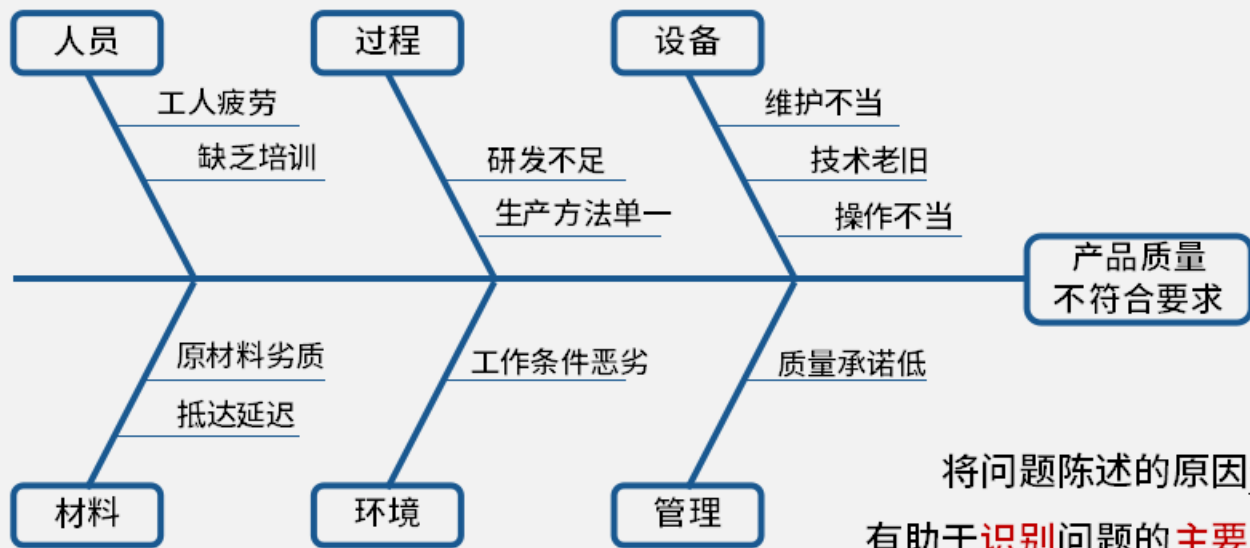 人员
过程
设备
工人疲劳
缺乏培训
研发不足
生产方法单一
维护不当
技术老旧
操作不当
产品质量
不符合要求
原材料劣质
抵达延迟
工作条件恶劣
质量承诺低
材料
环境
管理
将问题陈述的原因
有助于识别问题的主要